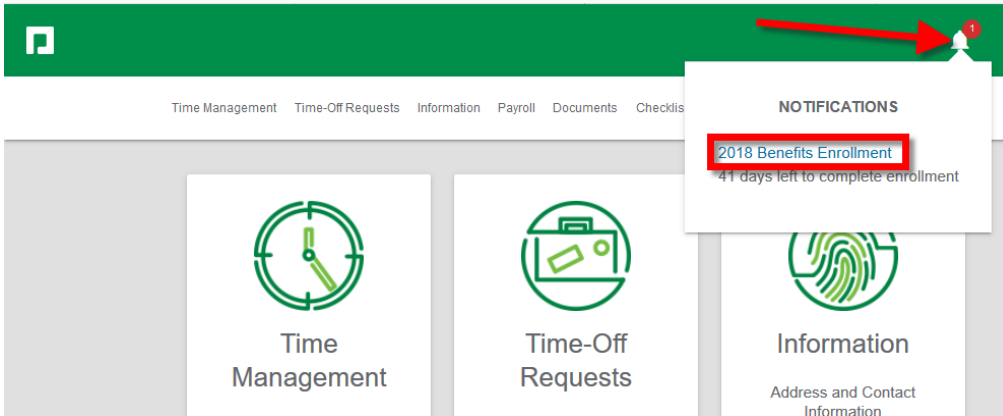 1
Time Management Time-Off Requests Information Payroll Documents Checklis
NOTIFICATIONS
2018 Benefits Enrollment
41 days left to complete enrollment
Time
Management
Time-Off
Requests
Information
Address and Contact
Information